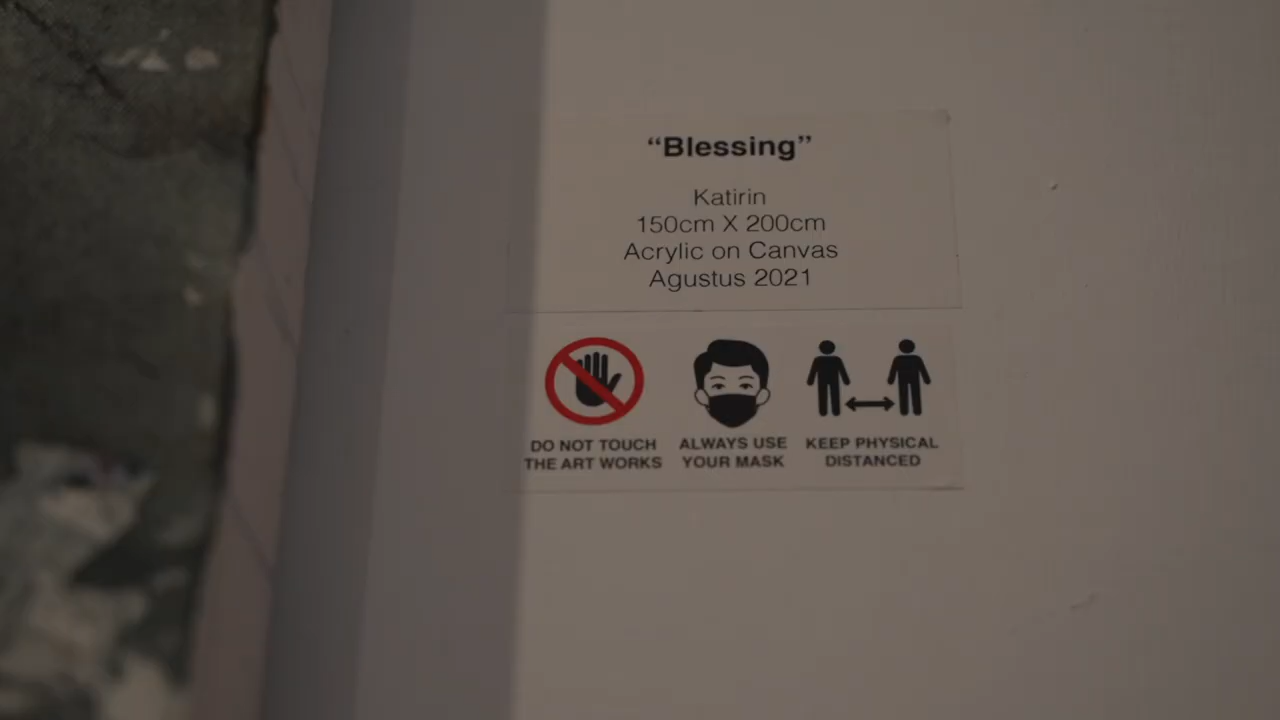 “Blessing”
Katirin
150cm X 200cm
Acrylic on Canvas
Agustus 2021
DO NOT TOUCH
THE ART WORKS
ALWAYS USE
YOUR MASK
KEEP PHYSICAL
DISTANCED